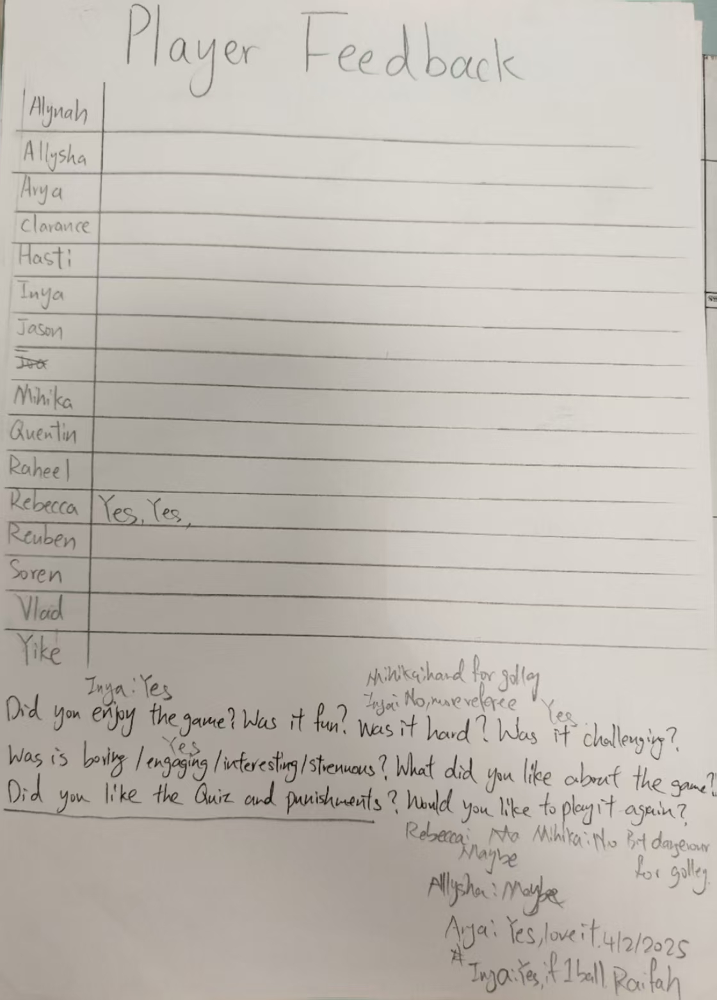 Player Feedback
Alynah
Allysha
Arya
Clarance
Hasti
Inya
Jason
Mihika
Quentin
Raheel
Rebecca Yes, Yes,
Reuben
Soren
Vlad
Yike
Mihika: hard for golley
Inya: Yes
Inya: No, more referee Yes
Did you enjoy the game? Was it fun? Was it hard? Was it challenging?
Yes
Was is boring/engaging/interesting/strenuous? What did you like about the game?
Did you like the Quiz and punishments? Would you like to play it again?
Rebecca: Maybe
Mihika: No Bit dangerour for golley.
Allysha: Maybe
Arya: Yes, love it. 4/2/2025
Inya: Yes, if 1 ball. Raifah